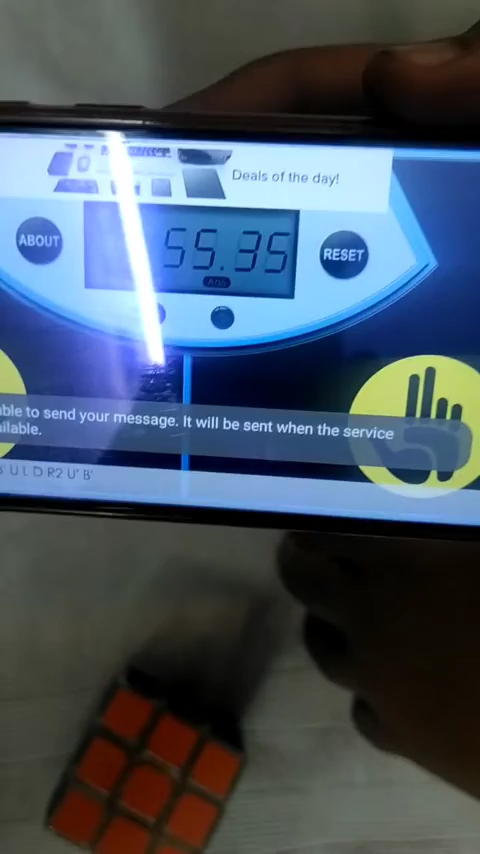 Deals of the day!
ABOUT
55.35
RESET
able to send your message. It will be sent when the service
ilable.
U L D R2 U' B'